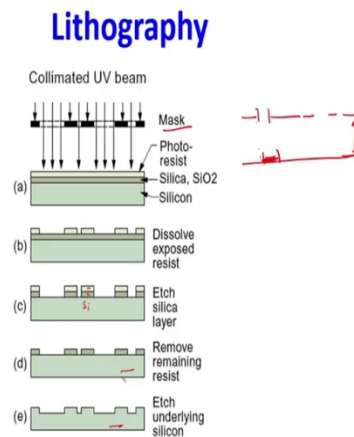 Lithography
Collimated UV beam
Mask
Photo-
resist
Silica, SiO2
Silicon
(a)
(b)
Dissolve
exposed
resist
(c)
Etch
silica
layer
Si
(d)
Remove
remaining
resist
(e)
Etch
underlying
silicon